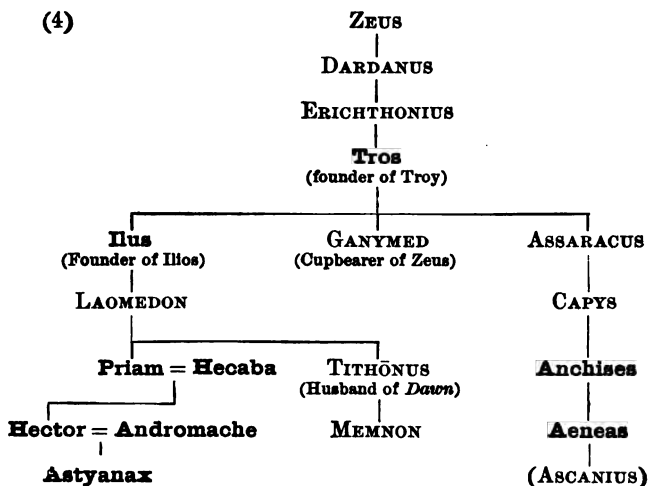 (4)
ZEUS
DARDANUS
ERICHTHONIUS
Tros
(founder of Troy)
Ilus GANYMED ASSARACUS
(Founder of Ilios) (Cupbearer of Zeus)
LAOMEDON CAPYS
Priam = Hecaba TITHŌNUS Anchises
(Husband of Dawn)
Hector = Andromache MEMNON Aeneas
Astyanax (ASCANIUS)